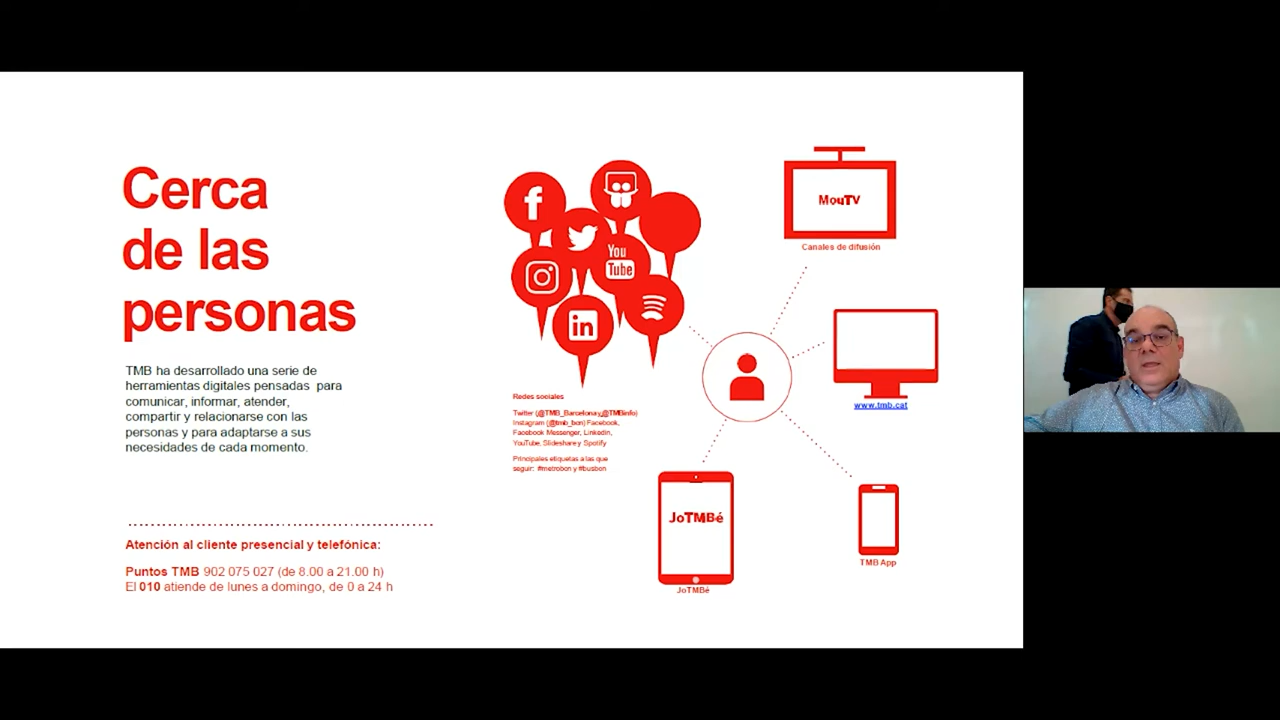 Cerca
de las
personas
TMB ha desarrollado una serie de
herramientas digitales pensadas para
comunicar, informar, atender,
compartir y relacionarse con las
personas y para adaptarse a sus
necesidades de cada momento.
Atención al cliente presencial y telefónica:
Puntos TMB 902 075 027 (de 8.00 a 21.00 h)
El 010 atiende de lunes a domingo, de 0 a 24 h
f
You
Tube
in
Redes sociales
Twitter (@TMB_Barcelona y @TMBinfo)
Instagram (@tmb_bcn) Facebook,
Facebook Messenger, Linkedin,
YouTube, Slideshare y Spotify
Principales etiquetas a las que
seguir: #metrobcn y #busbcn
MouTV
Canales de difusión
www.tmb.cat
JoTMBé
JoTMBé
TMB App